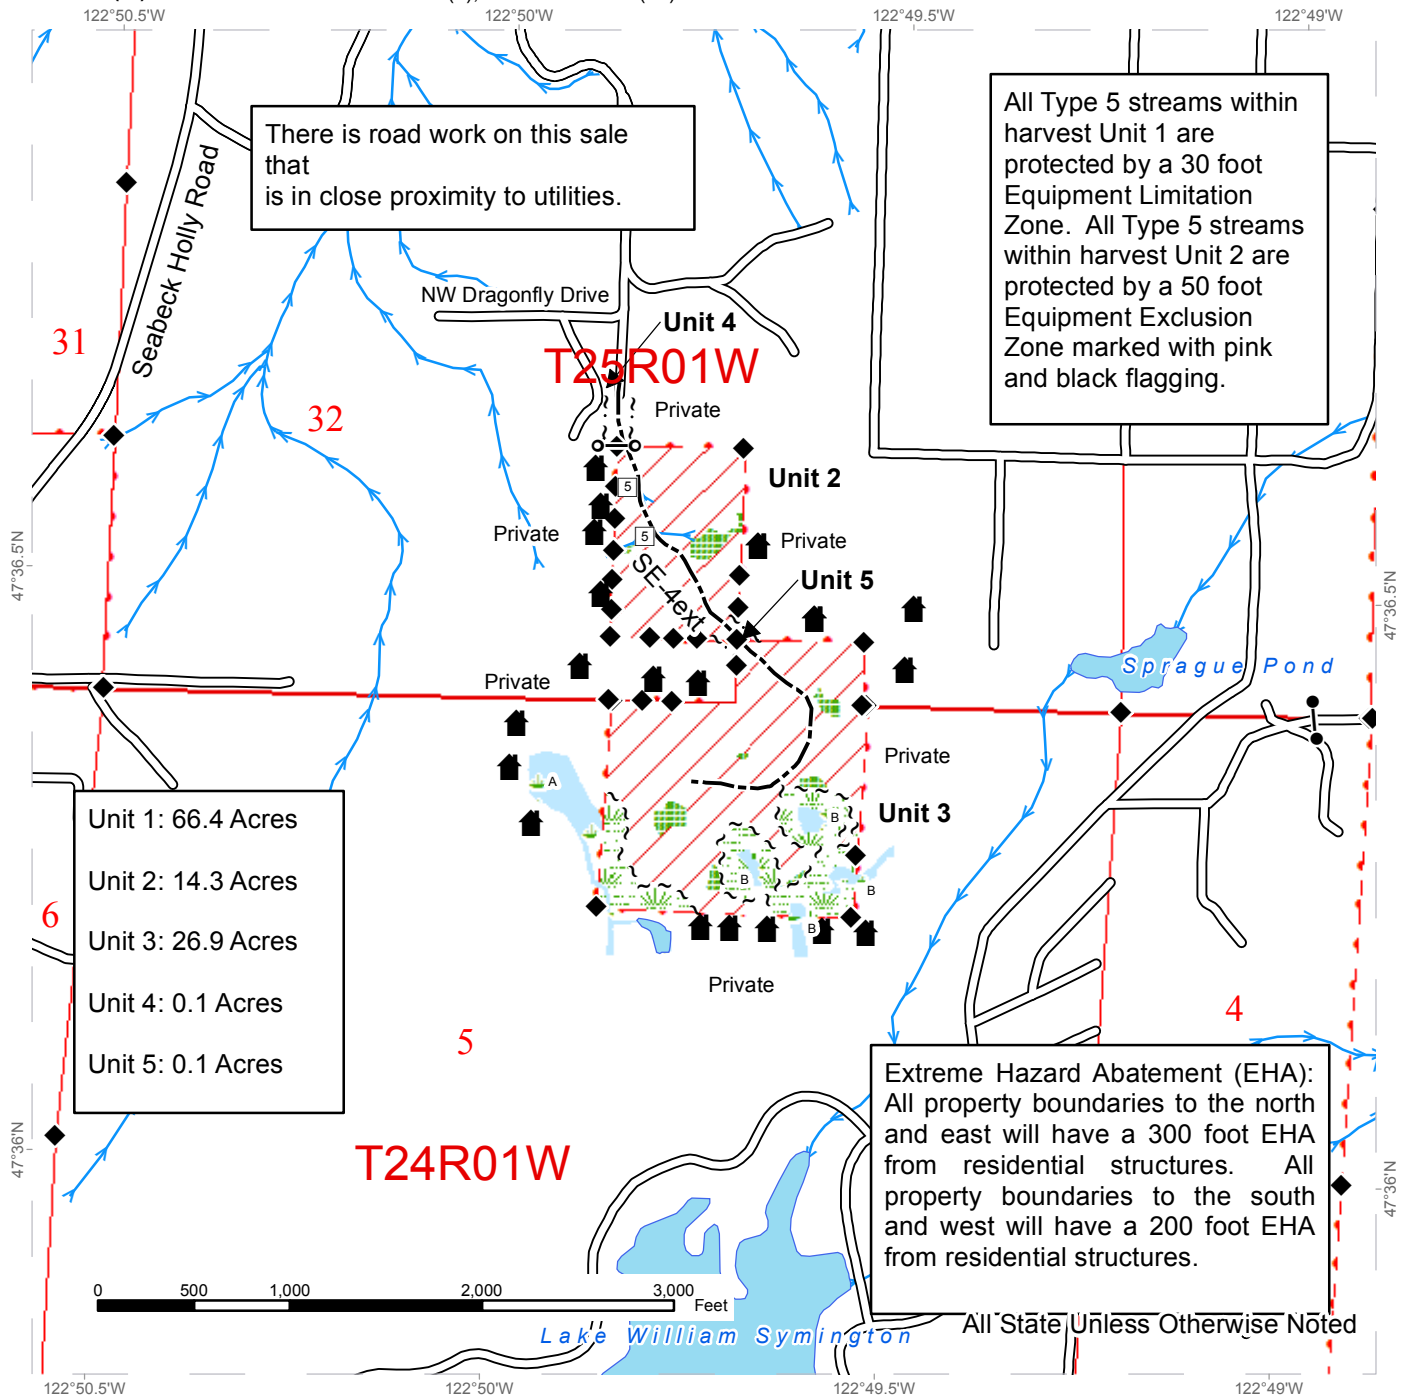 122°50.5'W 122°50'W 122°49.5'W 122°49'W
There is road work on this sale
that
is in close proximity to utilities.
All Type 5 streams within
harvest Unit 1 are
protected by a 30 foot
Equipment Limitation
Zone. All Type 5 streams
within harvest Unit 2 are
protected by a 50 foot
Equipment Exclusion
Zone marked with pink
and black flagging.
Seabeck Holly Road
NW Dragonfly Drive
Unit 4
31
T25R01W
32
Private
Unit 2
5
Private
5
Private
47°36.5'N
47°36.5'N
SE-4ext
Unit 5
Sprague Pond
Private
Private
A
Unit 3
B
B
B
B
Unit 1: 66.4 Acres
Unit 2: 14.3 Acres
Unit 3: 26.9 Acres
Unit 4: 0.1 Acres
Unit 5: 0.1 Acres
6
Private
5
4
Extreme Hazard Abatement (EHA):
All property boundaries to the north
and east will have a 300 foot EHA
from residential structures. All
property boundaries to the south
and west will have a 200 foot EHA
from residential structures.
47°36'N
47°36'N
T24R01W
0 500 1,000 2,000 3,000
Feet
Lake William Symington
All State Unless Otherwise Noted
122°50.5'W 122°50'W 122°49.5'W 122°49'W